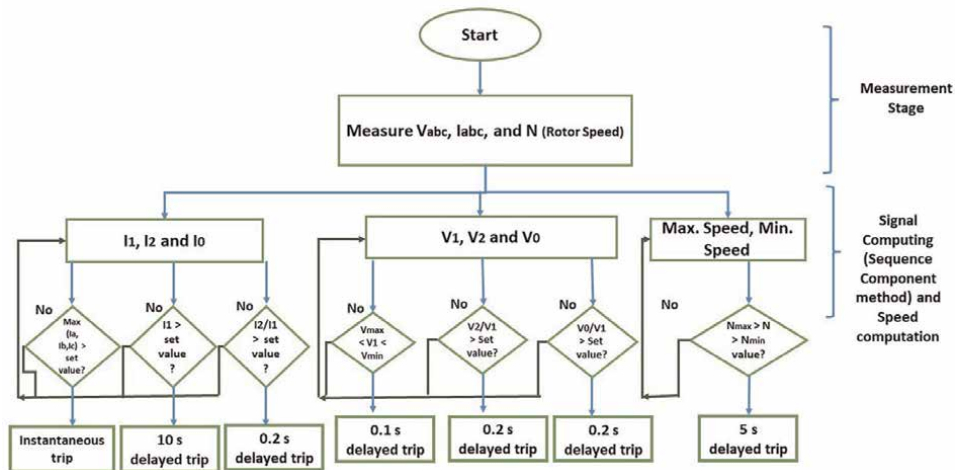 Start
Measurement
Stage
Measure Vabc, Iabc, and N (Rotor Speed)
I1, I2 and I0
V1, V2 and V0
Max. Speed, Min.
Speed
Signal
Computing
(Sequence
Component
method) and
Speed
computation
No
Max
(Ia,
Ib,Ic) >
set
value?
No
I1 >
set
value
?
No
I2/I1
> set
value
?
No
Vmax
< V1 <
Vmin
No
V2/V1
> Set
value?
No
V0/V1
> Set
value?
No
Nmax > N
> Nmin
value?
Instantaneous
trip
10 s
delayed trip
0.2 s
delayed trip
0.1 s
delayed trip
0.2 s
delayed trip
0.2 s
delayed trip
5 s
delayed trip